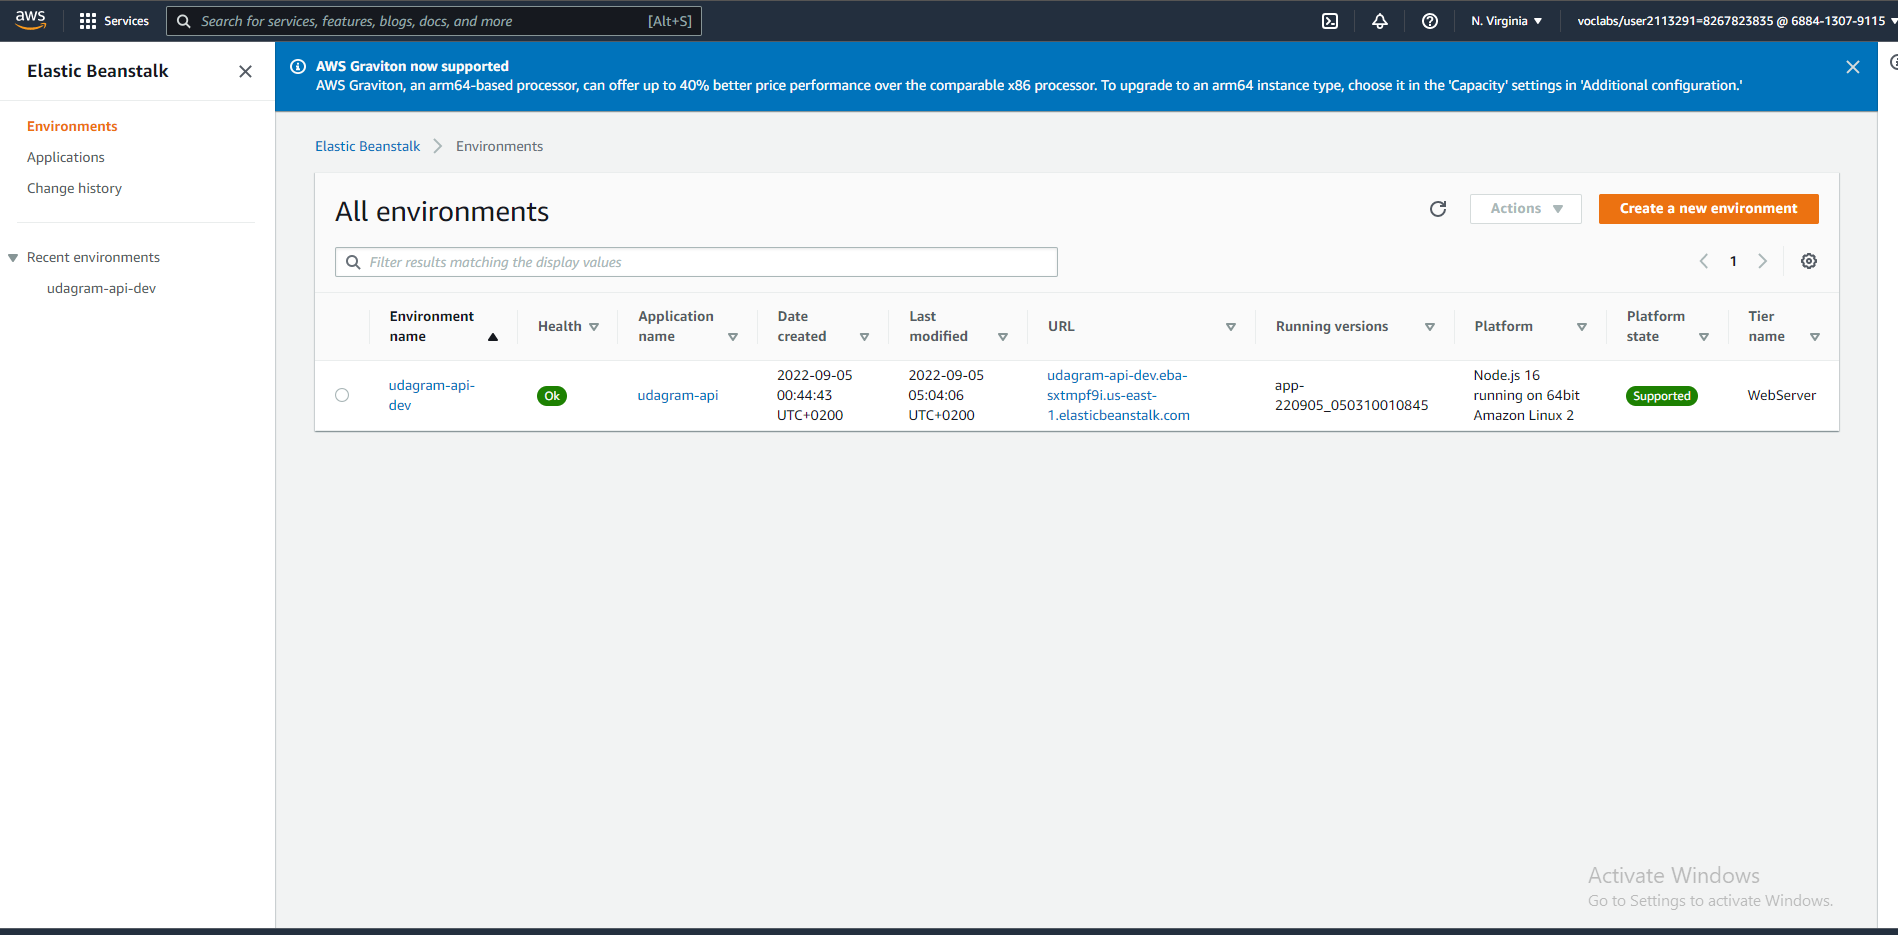 aws
Services
Search for services, features, blogs, docs, and more
[Alt+S]
N. Virginia
voclabs/user2113291=8267823835 @ 6884-1307-9115
Elastic Beanstalk
Environments
Applications
Change history
Recent environments
udagram-api-dev
AWS Graviton now supported
AWS Graviton, an arm64-based processor, can offer up to 40% better price performance over the comparable x86 processor. To upgrade to an arm64 instance type, choose it in the 'Capacity' settings in 'Additional configuration.'
Elastic Beanstalk
Environments
All environments
Actions
Create a new environment
Filter results matching the display values
1
Environment
name
Health
Application
name
Date
created
Last
modified
URL
Running versions
Platform
Platform
state
Tier
name
udagram-api-
dev
Ok
udagram-api
2022-09-05
00:44:43
UTC+0200
2022-09-05
05:04:06
UTC+0200
udagram-api-dev.eba-
sxtmpf9i.us-east-
1.elasticbeanstalk.com
app-
220905_050310010845
Node.js 16
running on 64bit
Amazon Linux 2
Supported
WebServer
Activate Windows
Go to Settings to activate Windows.